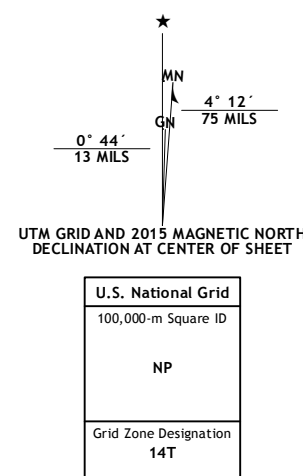 ★
MN
4° 12´
75 MILS
GN
0° 44´
13 MILS
UTM GRID AND 2015 MAGNETIC NORTH
DECLINATION AT CENTER OF SHEET
U.S. National Grid
100,000-m Square ID
NP
Grid Zone Designation
14T